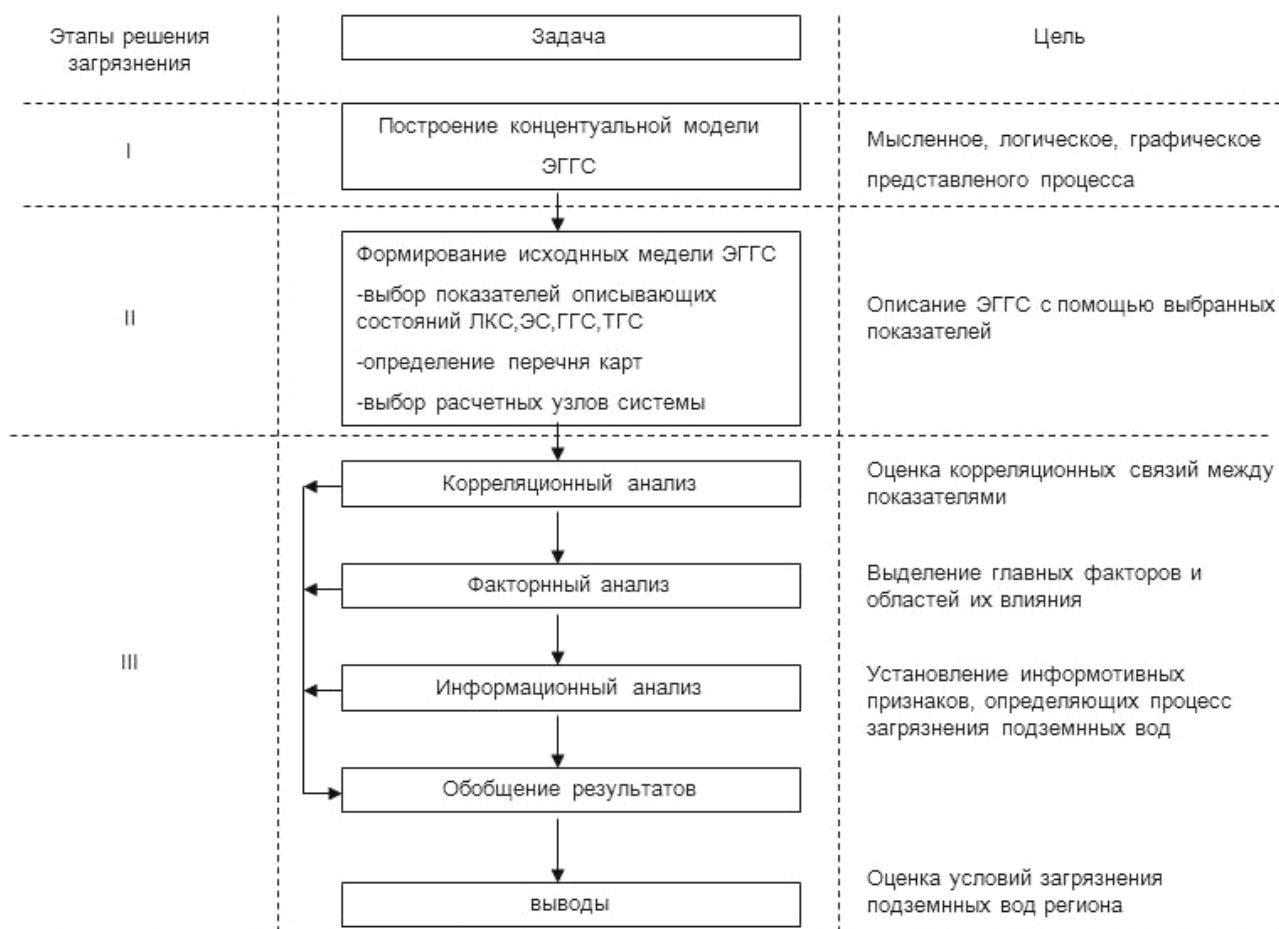 Этапы решения
загрязнения
Задача
Цель
I
Построение концентуальной модели
ЭГГС
Мысленное, логическое, графическое
представленого процесса
II
Формирование исходнных медели ЭГГС
-выбор показателей описывающих
состояний ЛКС,ЭС,ГГС,ТГС
-определение перечня карт
-выбор расчетных узлов системы
Описание ЭГГС с помощью выбранных
показателей
III
Корреляционный анализ
Оценка корреляционных связий между
показателями
Факторнный анализ
Выделение главных факторов и
областей их влияния
Информационный анализ
Установление информотивных
признаков, определяющих процесс
загрязнения подземнных вод
Обобщение результатов
выводы
Оценка условий загрязнения
подземнных вод региона